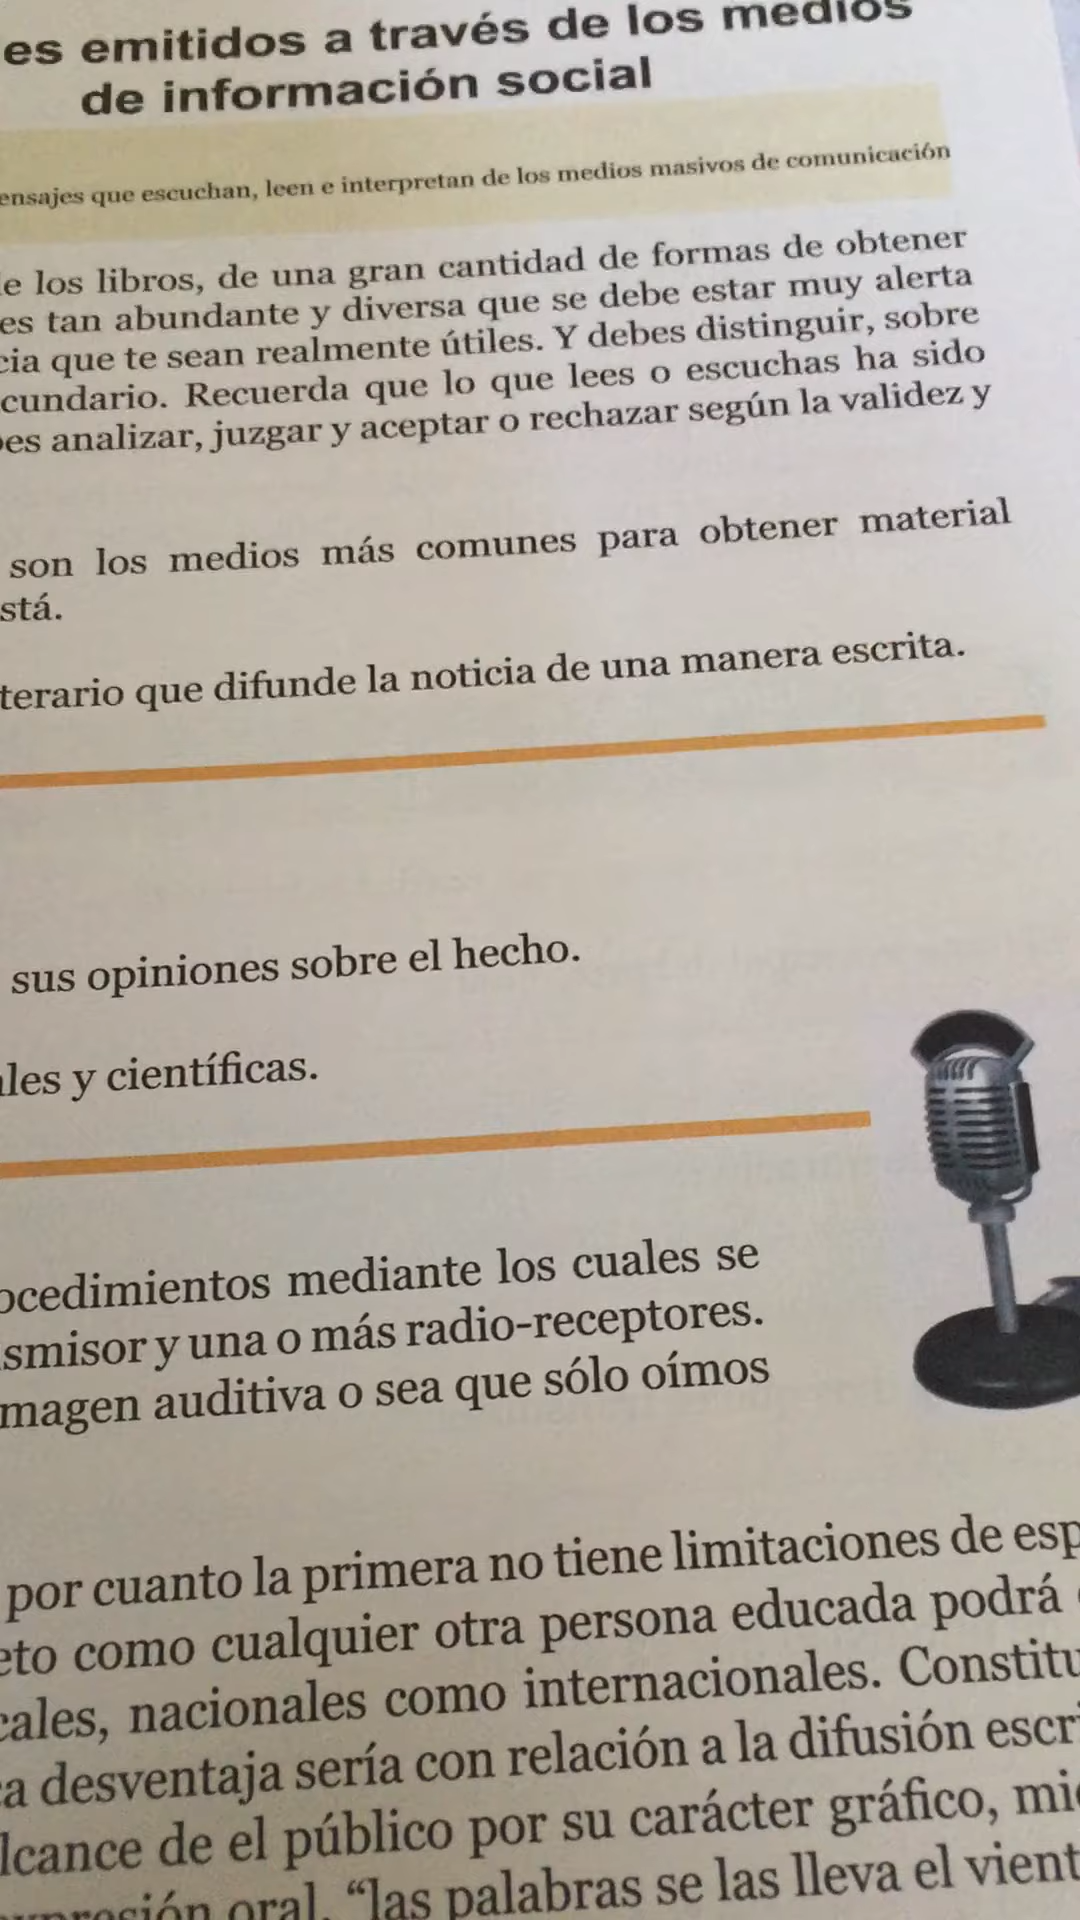 es emitidos a través de los medios
de información social
ensajes que escuchan, leen e interpretan de los medios masivos de comunicación
e los libros, de una gran cantidad de formas de obtener
es tan abundante y diversa que se debe estar muy alerta
cia que te sean realmente útiles. Y debes distinguir, sobre
cundario. Recuerda que lo que lees o escuchas ha sido
es analizar, juzgar y aceptar o rechazar según la validez y
son los medios más comunes para obtener material
stá.
terario que difunde la noticia de una manera escrita.
sus opiniones sobre el hecho.
les y científicas.
ocedimientos mediante los cuales se
smisor y una o más radio-receptores.
magen auditiva o sea que sólo oímos
por cuanto la primera no tiene limitaciones de esp
eto como cualquier otra persona educada podrá
cales, nacionales como internacionales. Constitu
a desventaja sería con relación a la difusión escri
lcance de el público por su carácter gráfico, mie
expresión oral, “las palabras se las lleva el vient